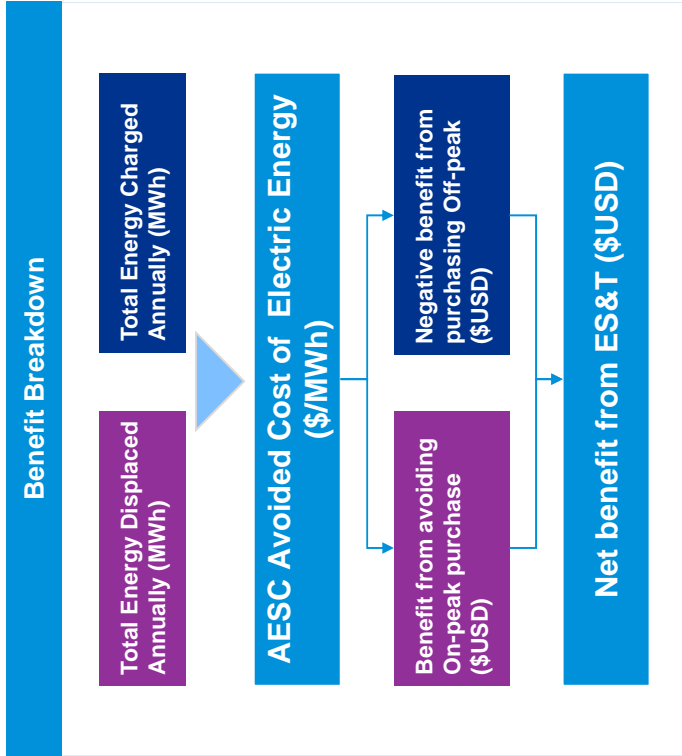 Benefit Breakdown
Total Energy Displaced
Annually (MWh)
Total Energy Charged
Annually (MWh)
AESC Avoided Cost of Electric Energy
($/MWh)
Benefit from avoiding
On-peak purchase
($USD)
Negative benefit from
purchasing Off-peak
($USD)
Net benefit from ES&T ($USD)